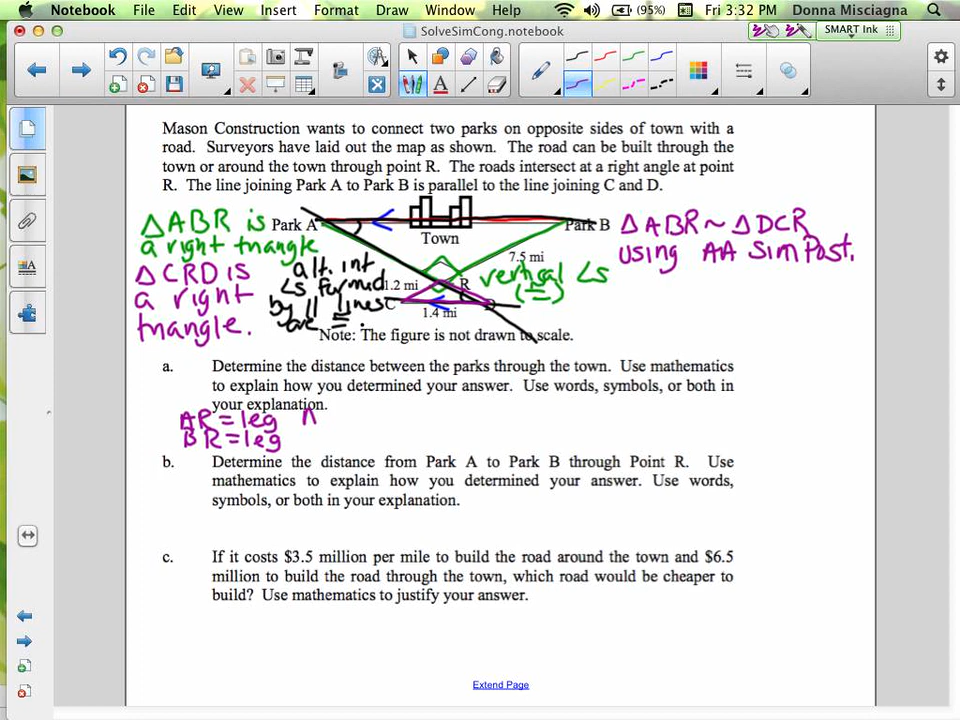 Notebook File Edit View Insert Format Draw Window Help (95%) Fri 3:32 PM Donna Misciagna
SolveSimCong.notebook
SMART Ink
Mason Construction wants to connect two parks on opposite sides of town with a
road. Surveyors have laid out the map as shown. The road can be built through the
town or around the town through point R. The roads intersect at a right angle at point
R. The line joining Park A to Park B is parallel to the line joining C and D.
△ABR is
a right triangle
△CRD is
a right
triangle.
Park A
Park B
Town
7.5 mi
alt. int
∠s formed
by || lines
are ≅.
1.2 mi
R
vertical ∠s
(≅)
C
D
1.4 mi
△ABR ~ △DCR
using AA Sim Post.
Note: The figure is not drawn to scale.
a. Determine the distance between the parks through the town. Use mathematics
to explain how you determined your answer. Use words, symbols, or both in
your explanation.
AR = leg
BR = leg
b. Determine the distance from Park A to Park B through Point R. Use
mathematics to explain how you determined your answer. Use words,
symbols, or both in your explanation.
c. If it costs $3.5 million per mile to build the road around the town and $6.5
million to build the road through the town, which road would be cheaper to
build? Use mathematics to justify your answer.
Extend Page